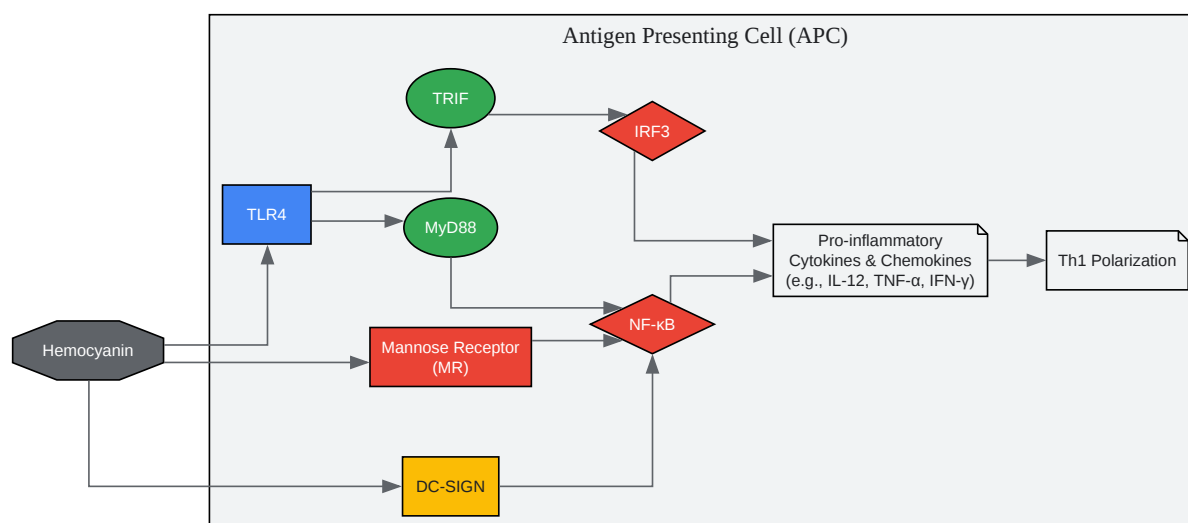 Antigen Presenting Cell (APC)
TRIF
IRF3
TLR4
MyD88
Pro-inflammatory
Cytokines & Chemokines
(e.g., IL-12, TNF-α, IFN-γ)
Th1 Polarization
Hemocyanin
Mannose Receptor
(MR)
NF-κB
DC-SIGN